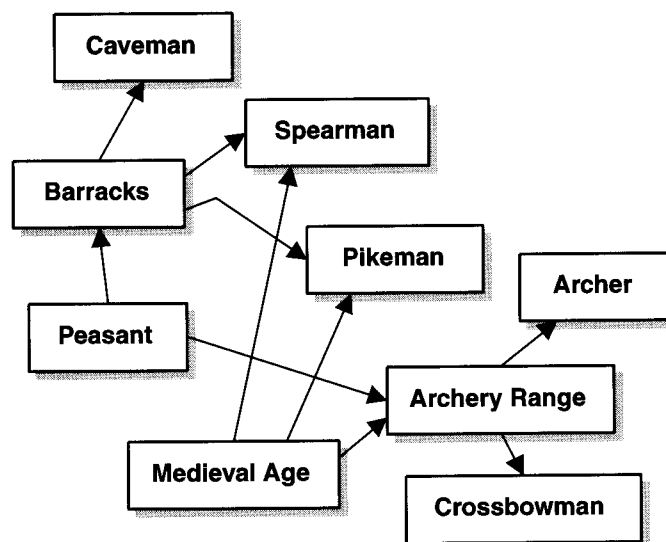 Caveman
Spearman
Barracks
Pikeman
Archer
Peasant
Archery Range
Medieval Age
Crossbowman